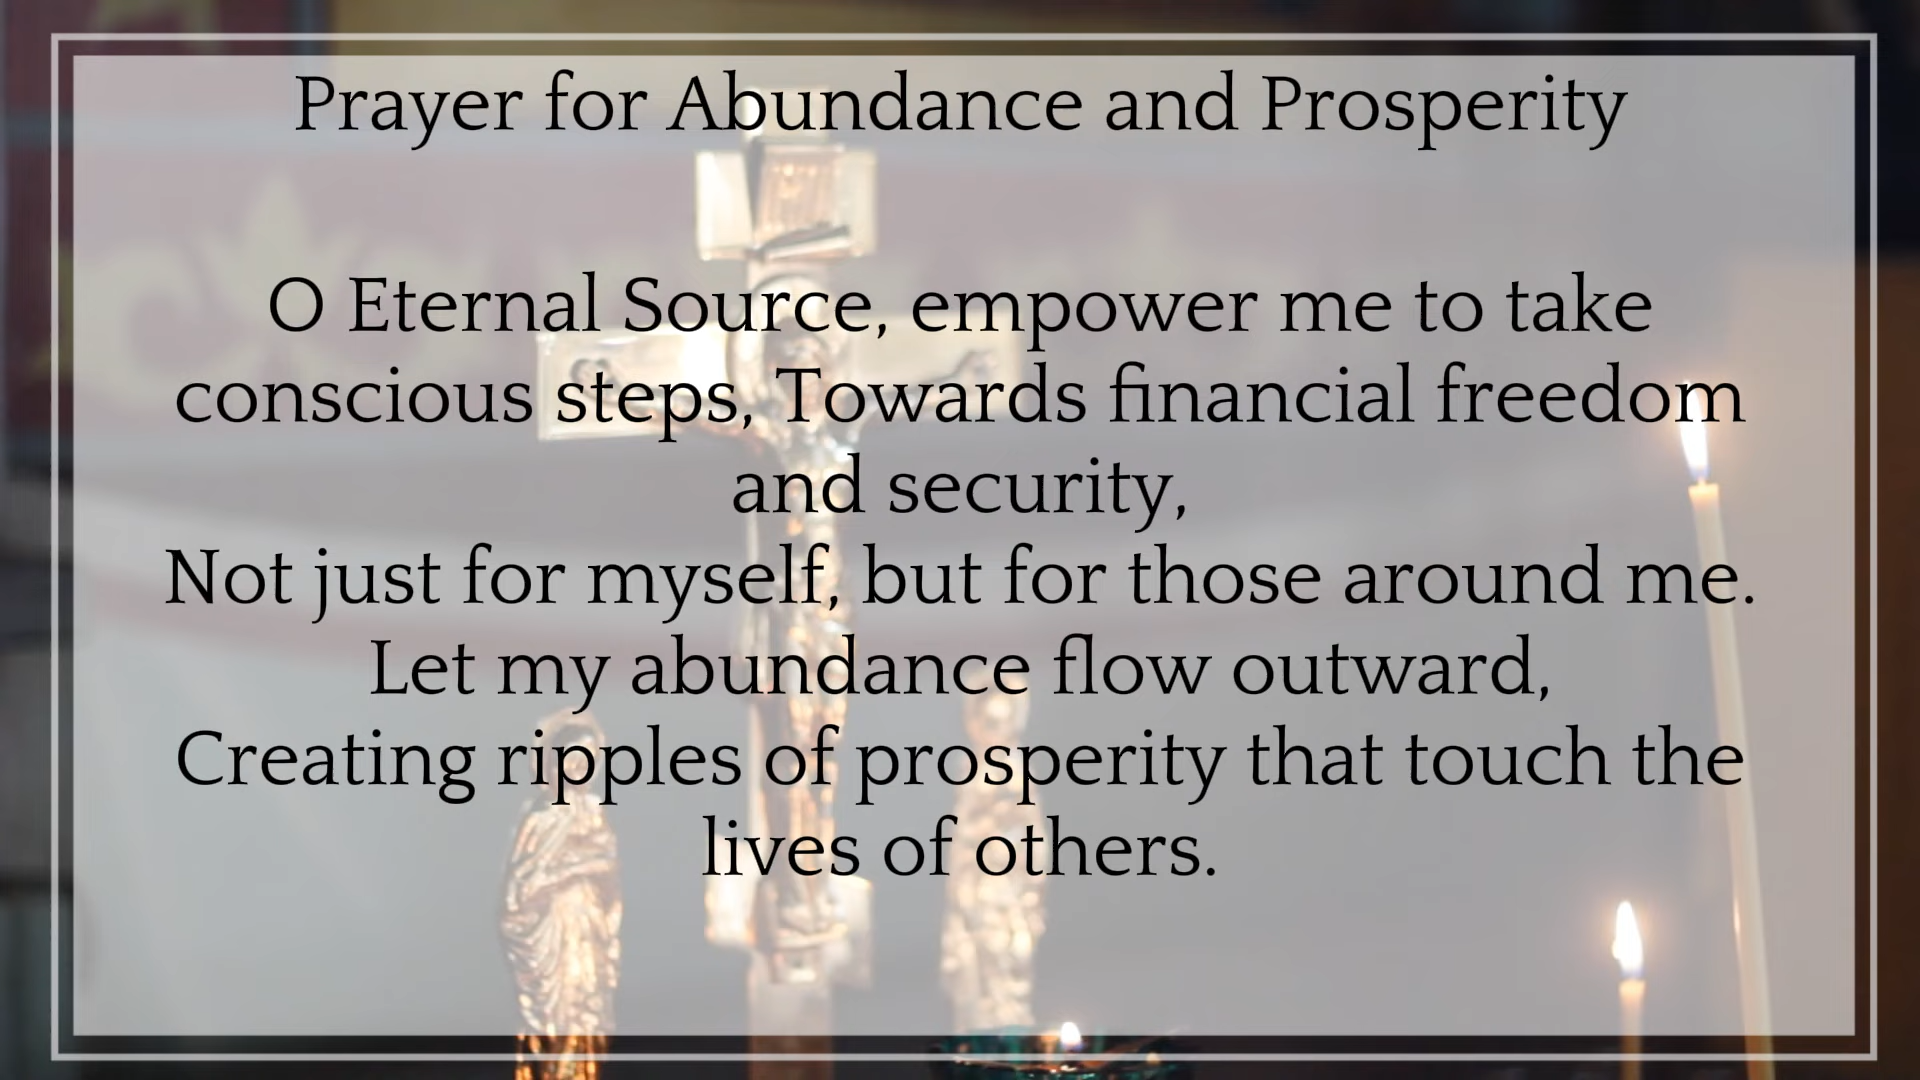 Prayer for Abundance and Prosperity
O Eternal Source, empower me to take
conscious steps, Towards financial freedom
and security,
Not just for myself, but for those around me.
Let my abundance flow outward,
Creating ripples of prosperity that touch the
lives of others.